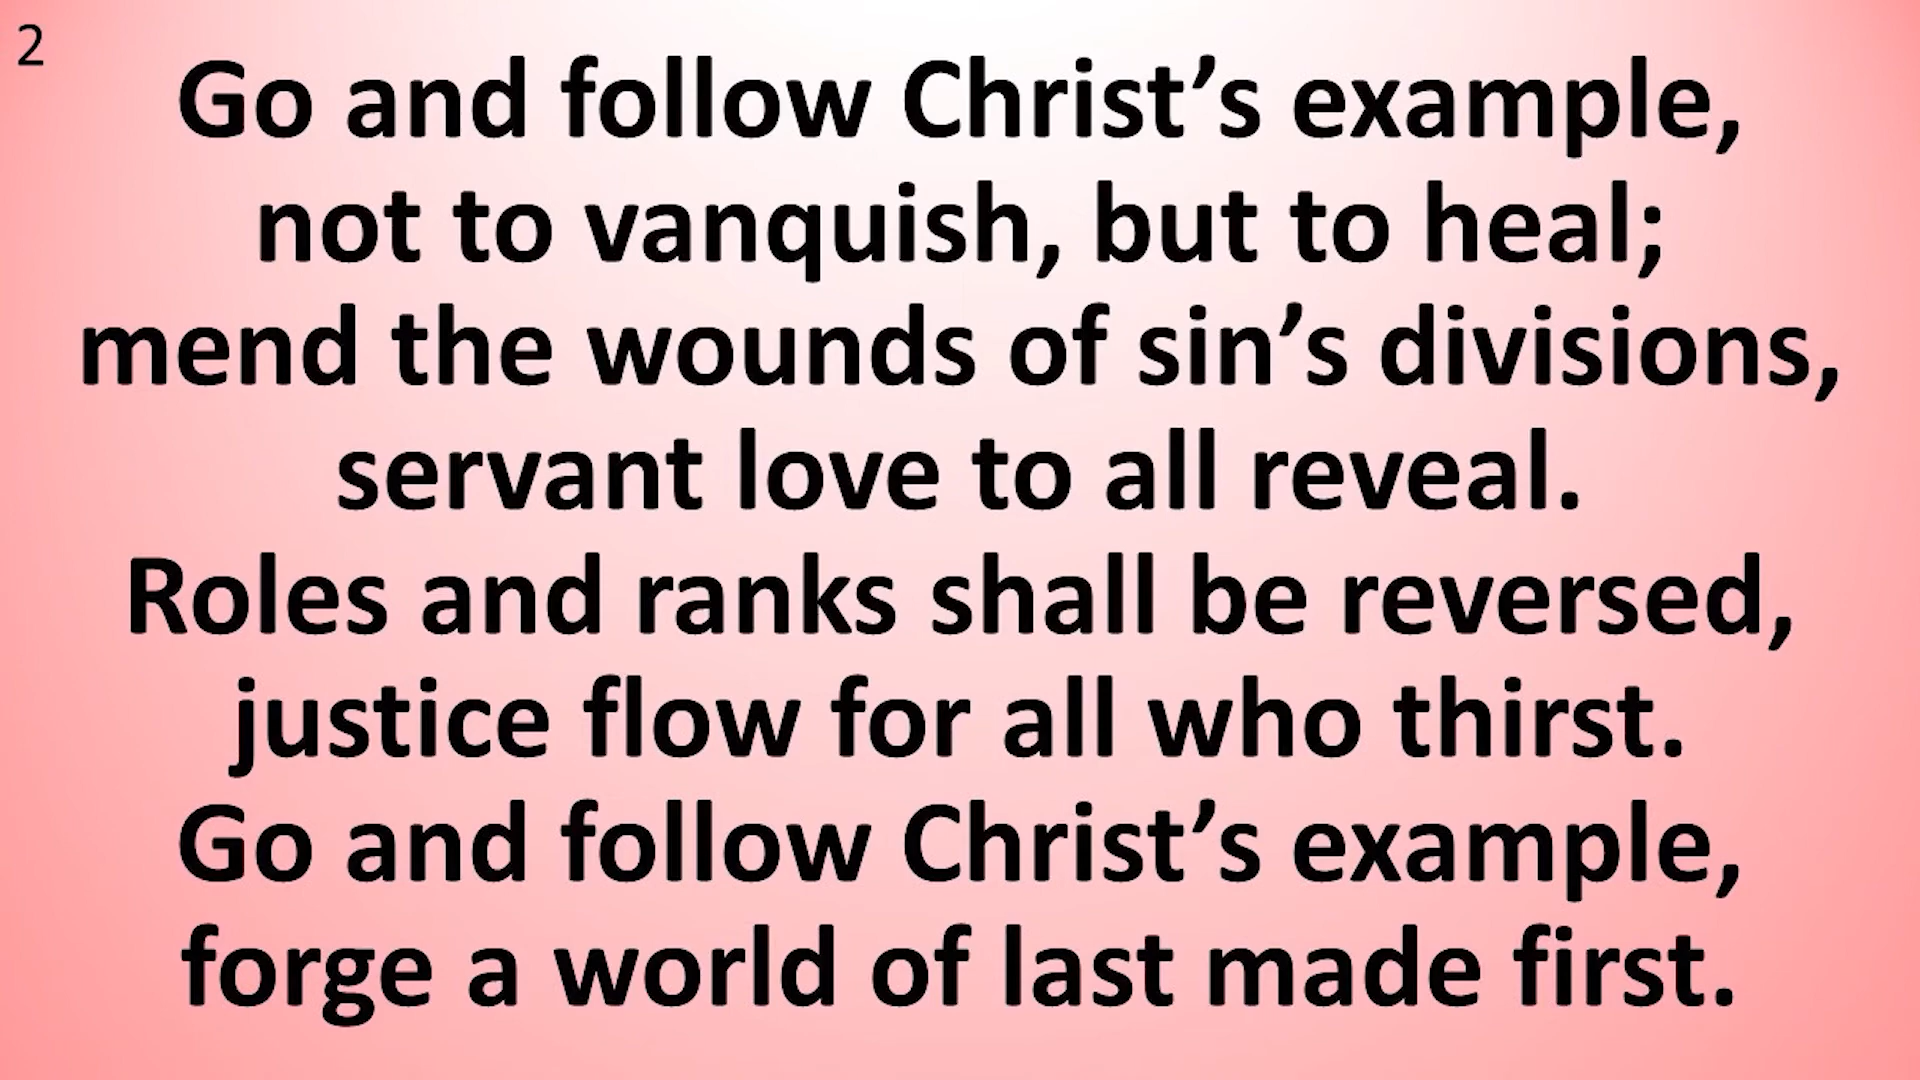 2
Go and follow Christ’s example,
not to vanquish, but to heal;
mend the wounds of sin’s divisions,
servant love to all reveal.
Roles and ranks shall be reversed,
justice flow for all who thirst.
Go and follow Christ’s example,
forge a world of last made first.